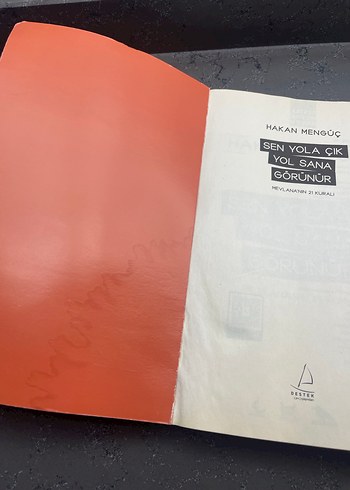 HAKAN MENGÜÇ
SEN YOLA ÇIK
YOL SANA
GÖRÜNÜR
MEVLANA'NIN 21 KURALI
DESTEK